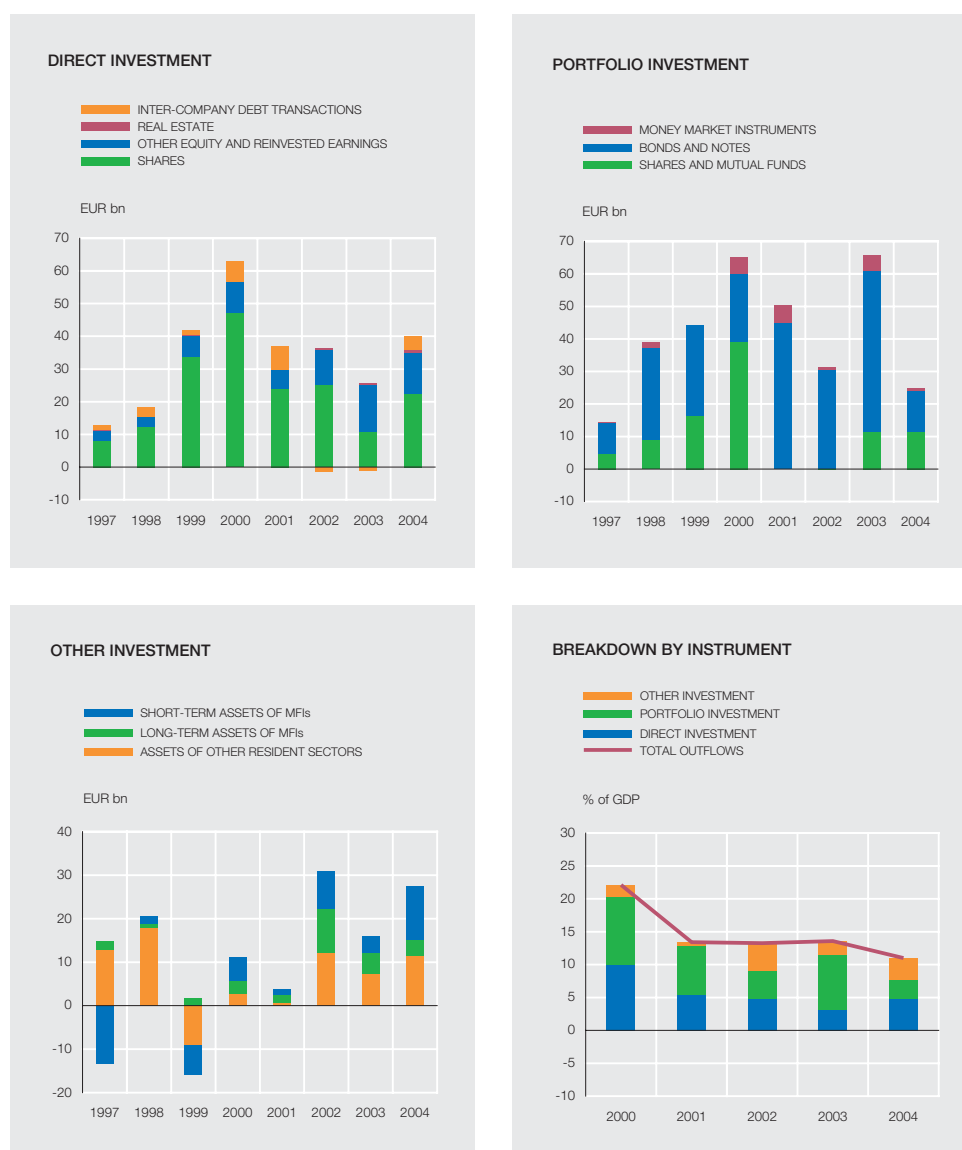 DIRECT INVESTMENT
INTER-COMPANY DEBT TRANSACTIONS
REAL ESTATE
OTHER EQUITY AND REINVESTED EARNINGS
SHARES
EUR bn
70
60
50
40
30
20
10
0
-10
1997 1998 1999 2000 2001 2002 2003 2004
PORTFOLIO INVESTMENT
MONEY MARKET INSTRUMENTS
BONDS AND NOTES
SHARES AND MUTUAL FUNDS
EUR bn
70
60
50
40
30
20
10
0
-10
1997 1998 1999 2000 2001 2002 2003 2004
OTHER INVESTMENT
SHORT-TERM ASSETS OF MFIs
LONG-TERM ASSETS OF MFIs
ASSETS OF OTHER RESIDENT SECTORS
EUR bn
40
30
20
10
0
-10
-20
1997 1998 1999 2000 2001 2002 2003 2004
BREAKDOWN BY INSTRUMENT
OTHER INVESTMENT
PORTFOLIO INVESTMENT
DIRECT INVESTMENT
TOTAL OUTFLOWS
% of GDP
30
25
20
15
10
5
0
-5
-10
2000 2001 2002 2003 2004